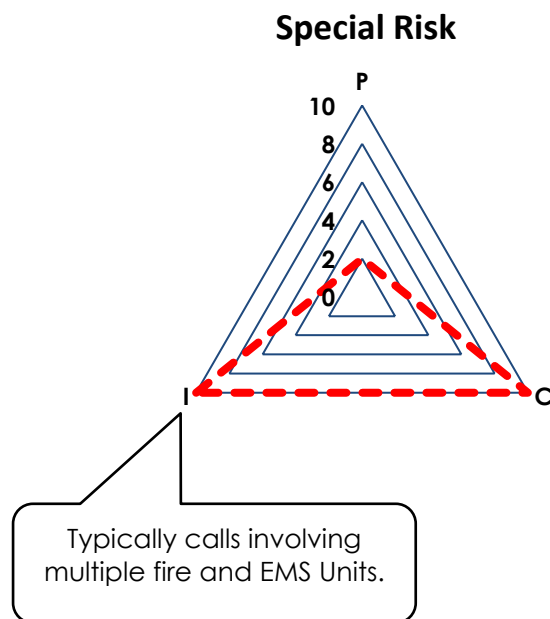 Special Risk
P
10
8
6
4
2
0
I
C
Typically calls involving
multiple fire and EMS Units.